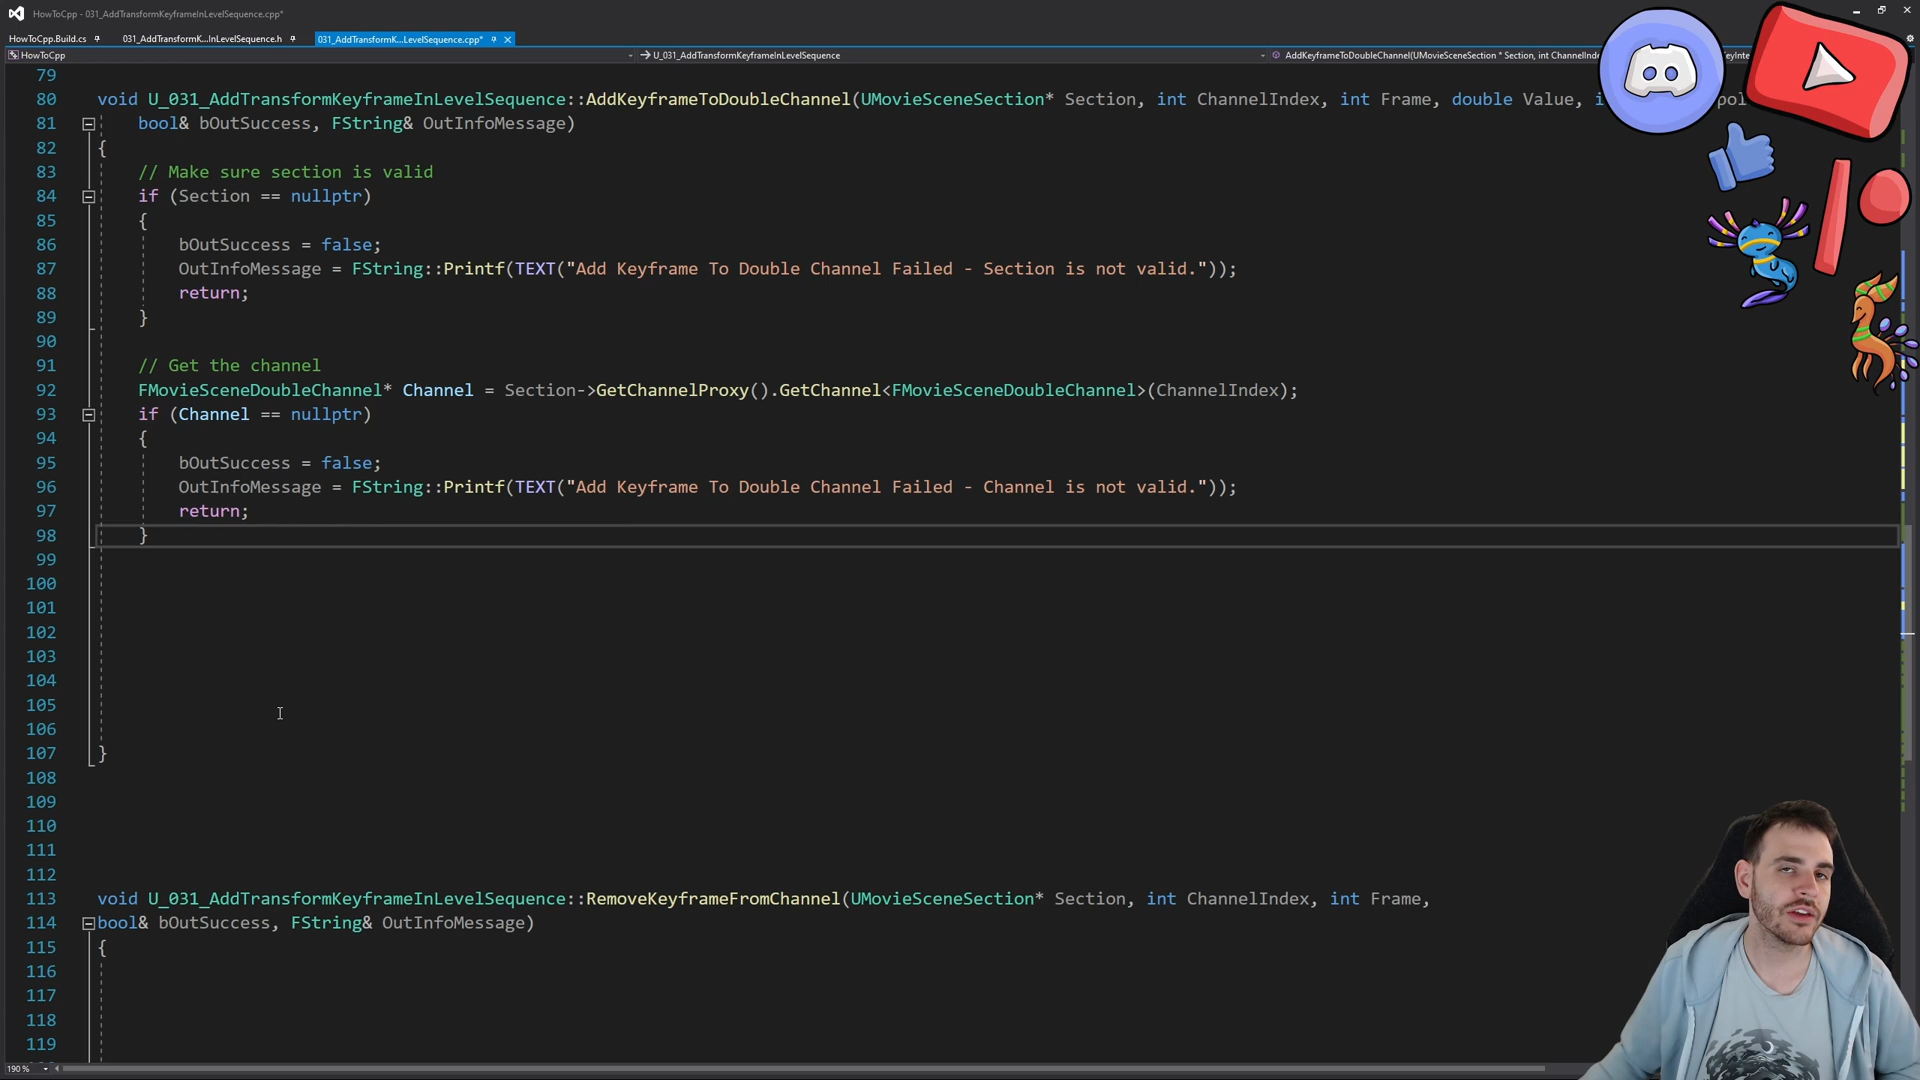 HowToCpp - 031_AddTransformKeyframeInLevelSequence.cpp*
HowToCpp.Build.cs 031_AddTransformK...InLevelSequence.h 031_AddTransformK...LevelSequence.cpp*
HowToCpp U_031_AddTransformKeyframeInLevelSequence AddKeyframeToDoubleChannel(UMovieSceneSection * Section, int ChannelInde
79
80 void U_031_AddTransformKeyframeInLevelSequence::AddKeyframeToDoubleChannel(UMovieSceneSection* Section, int ChannelIndex, int Frame, double Value, i pol
81 bool& bOutSuccess, FString& OutInfoMessage)
82 {
83 // Make sure section is valid
84 if (Section == nullptr)
85 {
86 bOutSuccess = false;
87 OutInfoMessage = FString::Printf(TEXT("Add Keyframe To Double Channel Failed - Section is not valid."));
88 return;
89 }
90
91 // Get the channel
92 FMovieSceneDoubleChannel* Channel = Section->GetChannelProxy().GetChannel<FMovieSceneDoubleChannel>(ChannelIndex);
93 if (Channel == nullptr)
94 {
95 bOutSuccess = false;
96 OutInfoMessage = FString::Printf(TEXT("Add Keyframe To Double Channel Failed - Channel is not valid."));
97 return;
98 }
99
100
101
102
103
104
105
106
107 }
108
109
110
111
112
113 void U_031_AddTransformKeyframeInLevelSequence::RemoveKeyframeFromChannel(UMovieSceneSection* Section, int ChannelIndex, int Frame,
114 bool& bOutSuccess, FString& OutInfoMessage)
115 {
116
117
118
119
190 %